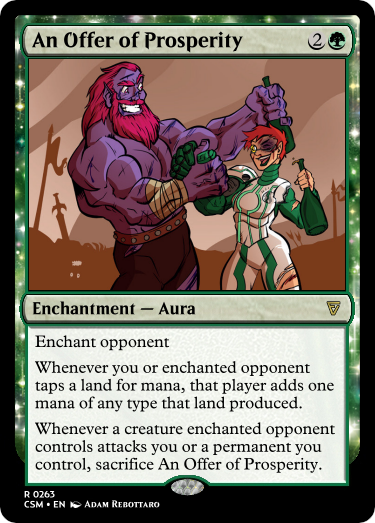 An Offer of Prosperity 2
Enchantment — Aura
Enchant opponent
Whenever you or enchanted opponent
taps a land for mana, that player adds one
mana of any type that land produced.
Whenever a creature enchanted opponent
controls attacks you or a permanent you
control, sacrifice An Offer of Prosperity.
R 0263
CSM • EN Adam Rebottaro